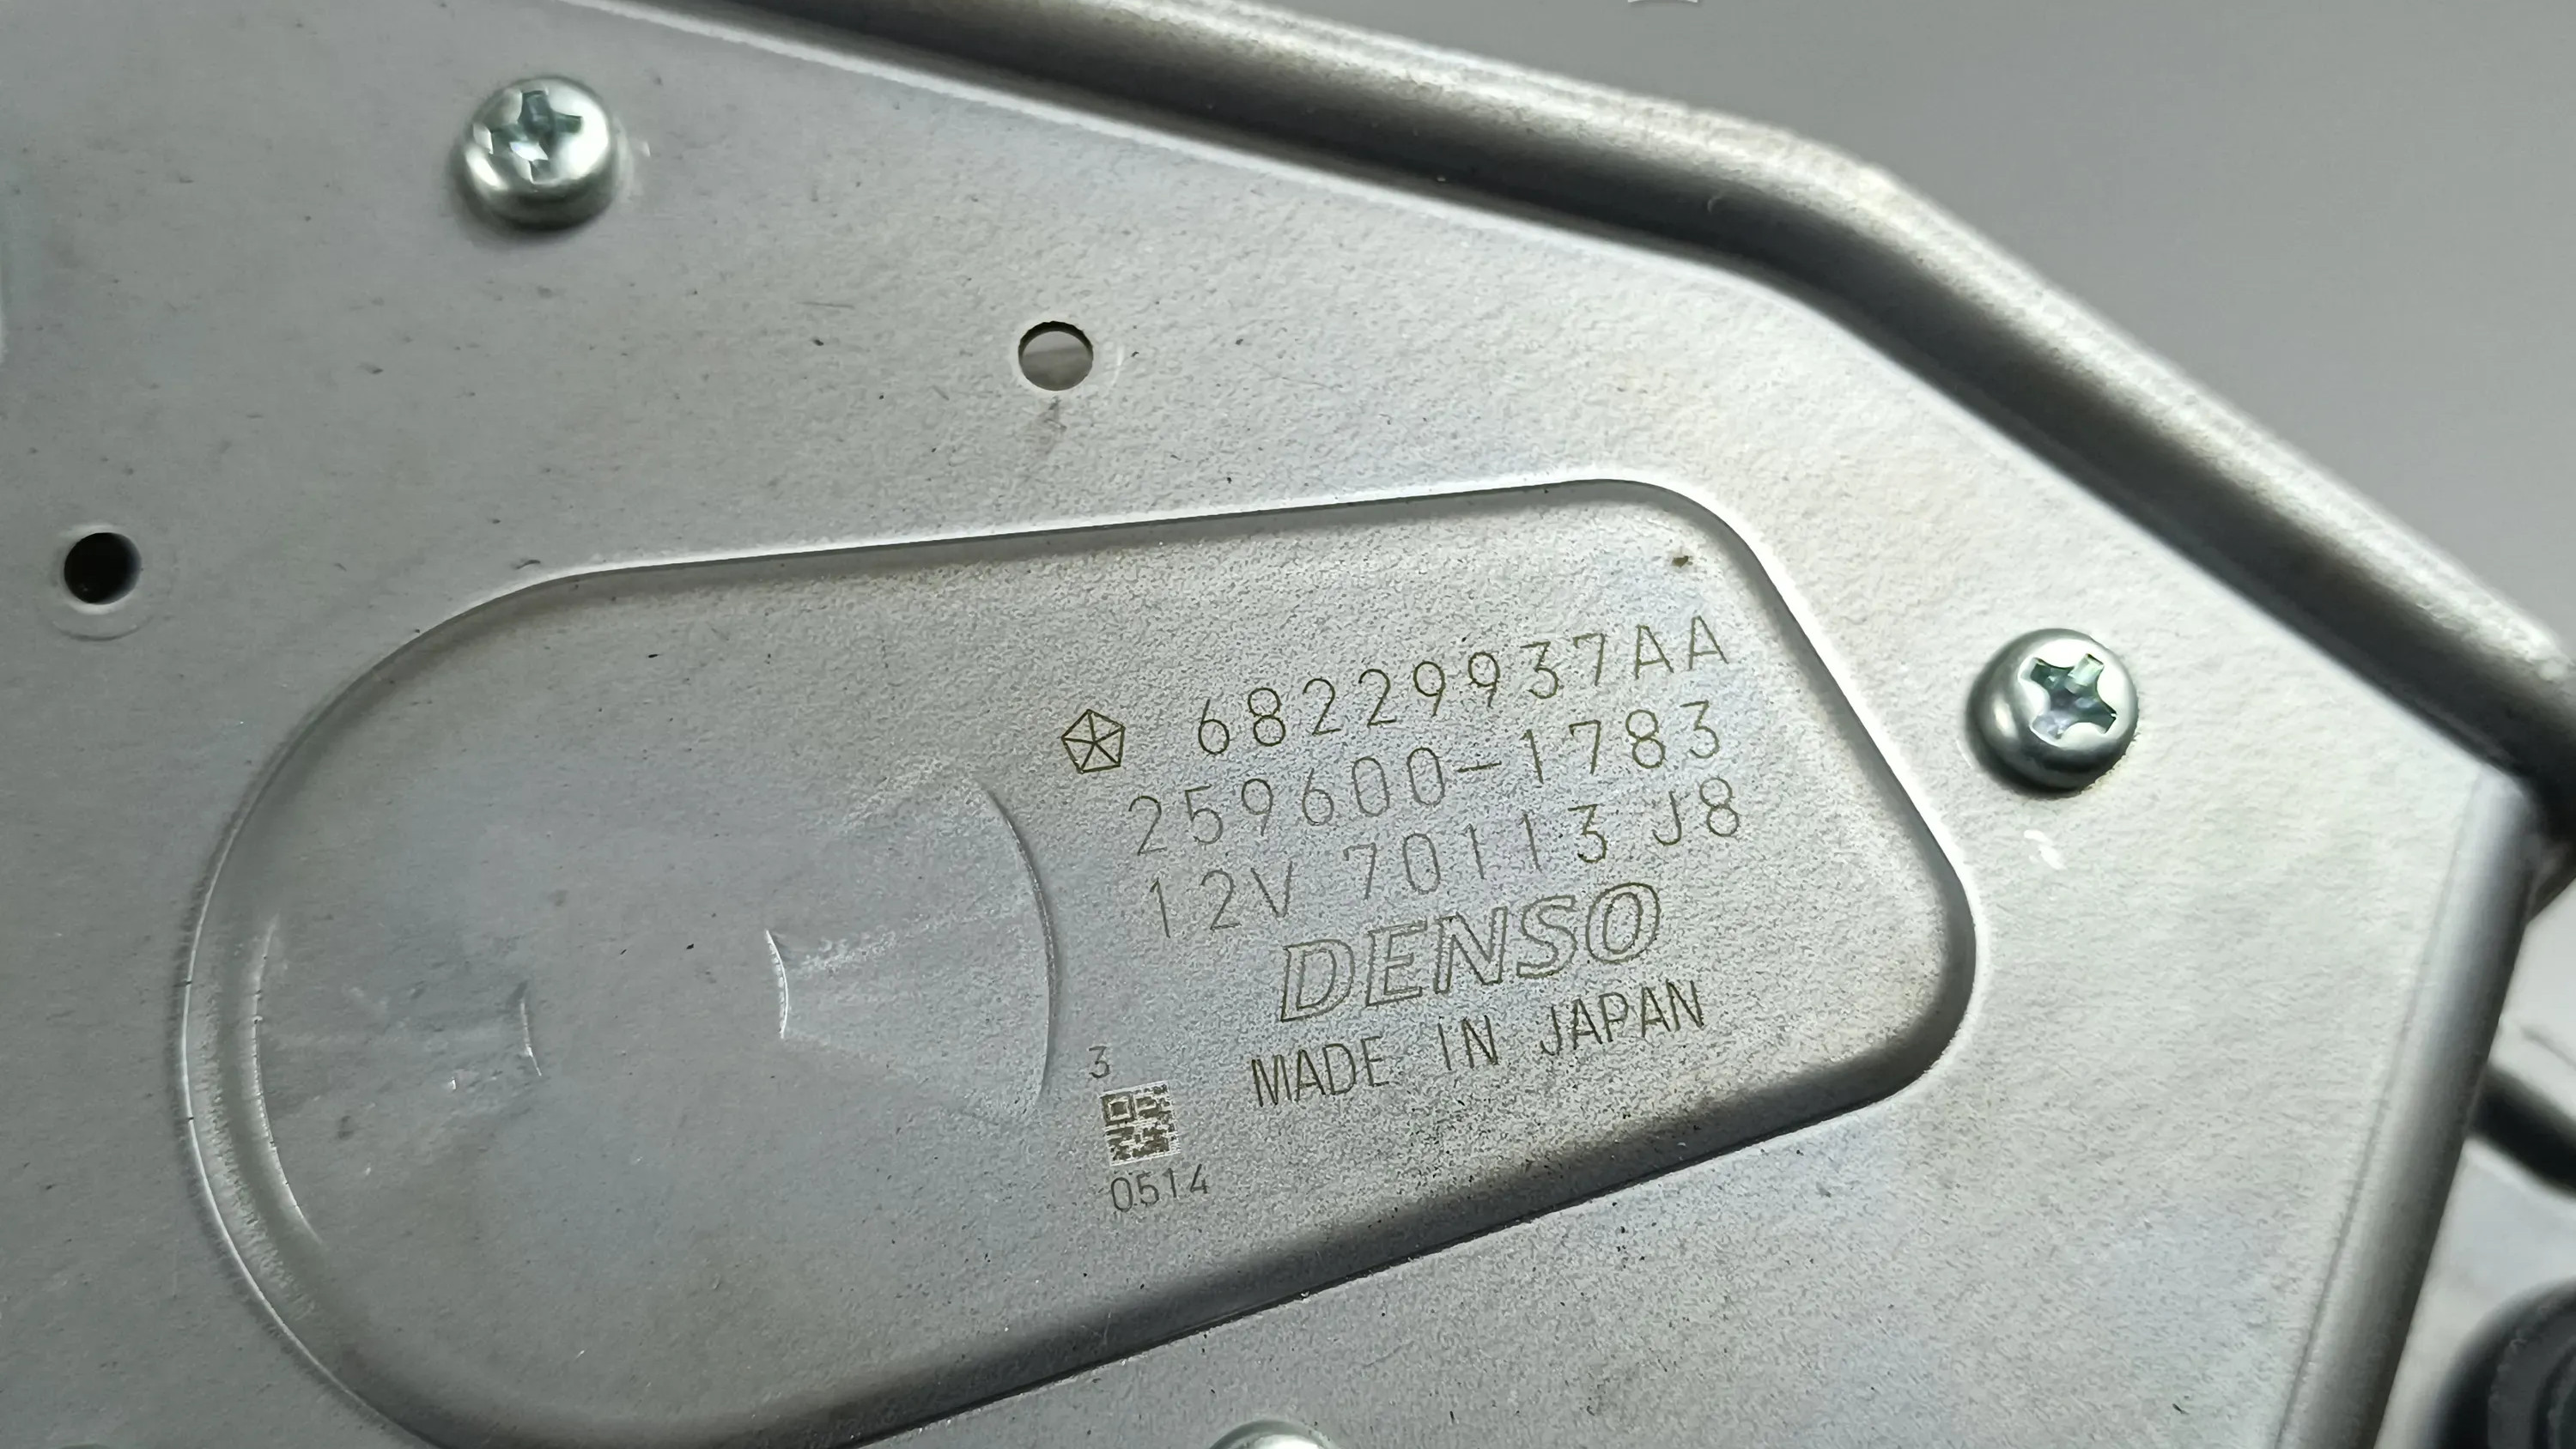 68229937AA
259600-1783
12V 70113 J8
DENSO
MADE IN JAPAN
3
0514